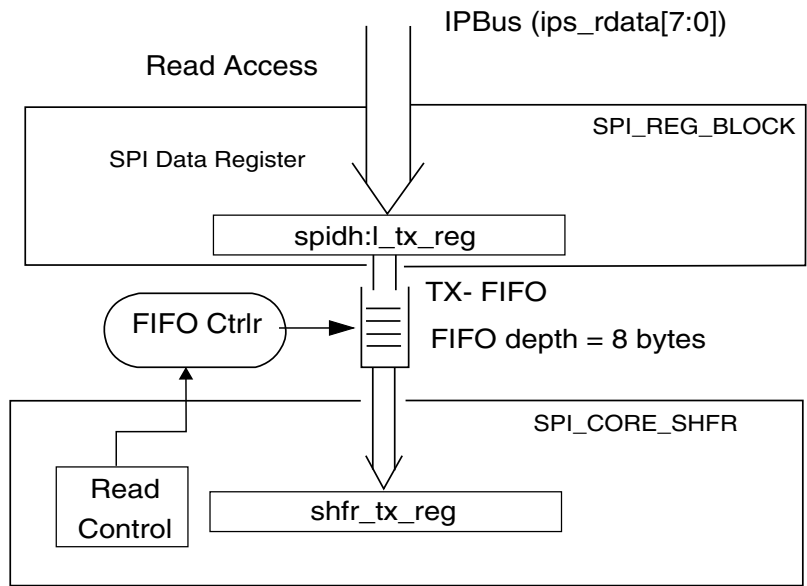 IPBus (ips_rdata[7:0])
Read Access
SPI_REG_BLOCK
SPI Data Register
spidh:l_tx_reg
TX- FIFO
FIFO Ctrlr
FIFO depth = 8 bytes
SPI_CORE_SHFR
Read
Control
shfr_tx_reg